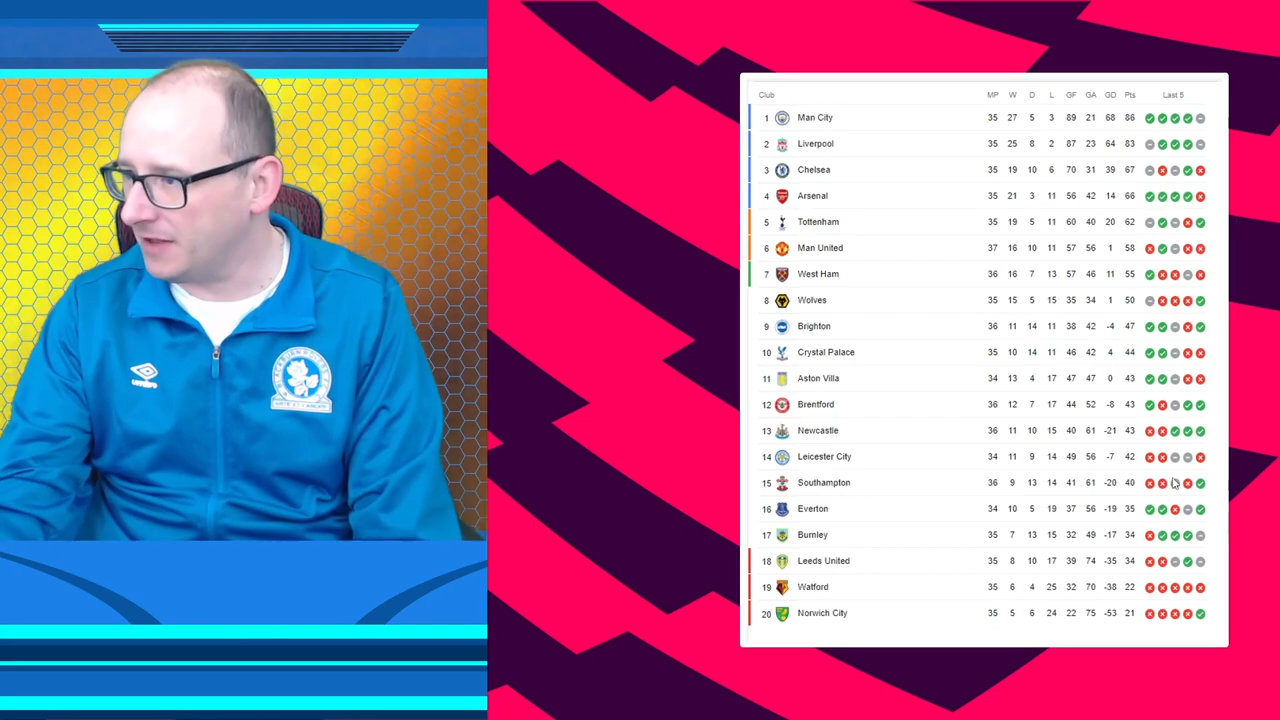 umbro
Club MP W D L GF GA GD Pts Last 5
1 Man City 35 27 5 3 89 21 68 86
2 Liverpool 35 25 8 2 87 23 64 83
3 Chelsea 35 19 10 6 70 31 39 67
4 Arsenal 35 21 3 11 56 42 14 66
5 Tottenham 35 19 5 11 60 40 20 62
6 Man United 37 16 10 11 57 56 1 58
7 West Ham 36 16 7 13 57 46 11 55
8 Wolves 35 15 5 15 35 34 1 50
9 Brighton 36 11 14 11 38 42 -4 47
10 Crystal Palace 35 10 14 11 46 42 4 44
11 Aston Villa 34 13 4 17 47 47 0 43
12 Brentford 36 12 7 17 44 52 -8 43
13 Newcastle 36 11 10 15 40 61 -21 43
14 Leicester City 34 11 9 14 49 56 -7 42
15 Southampton 36 9 13 14 41 61 -20 40
16 Everton 34 10 5 19 37 56 -19 35
17 Burnley 35 7 13 15 32 49 -17 34
18 Leeds United 35 8 10 17 39 74 -35 34
19 Watford 35 6 4 25 32 70 -38 22
20 Norwich City 35 5 6 24 22 75 -53 21